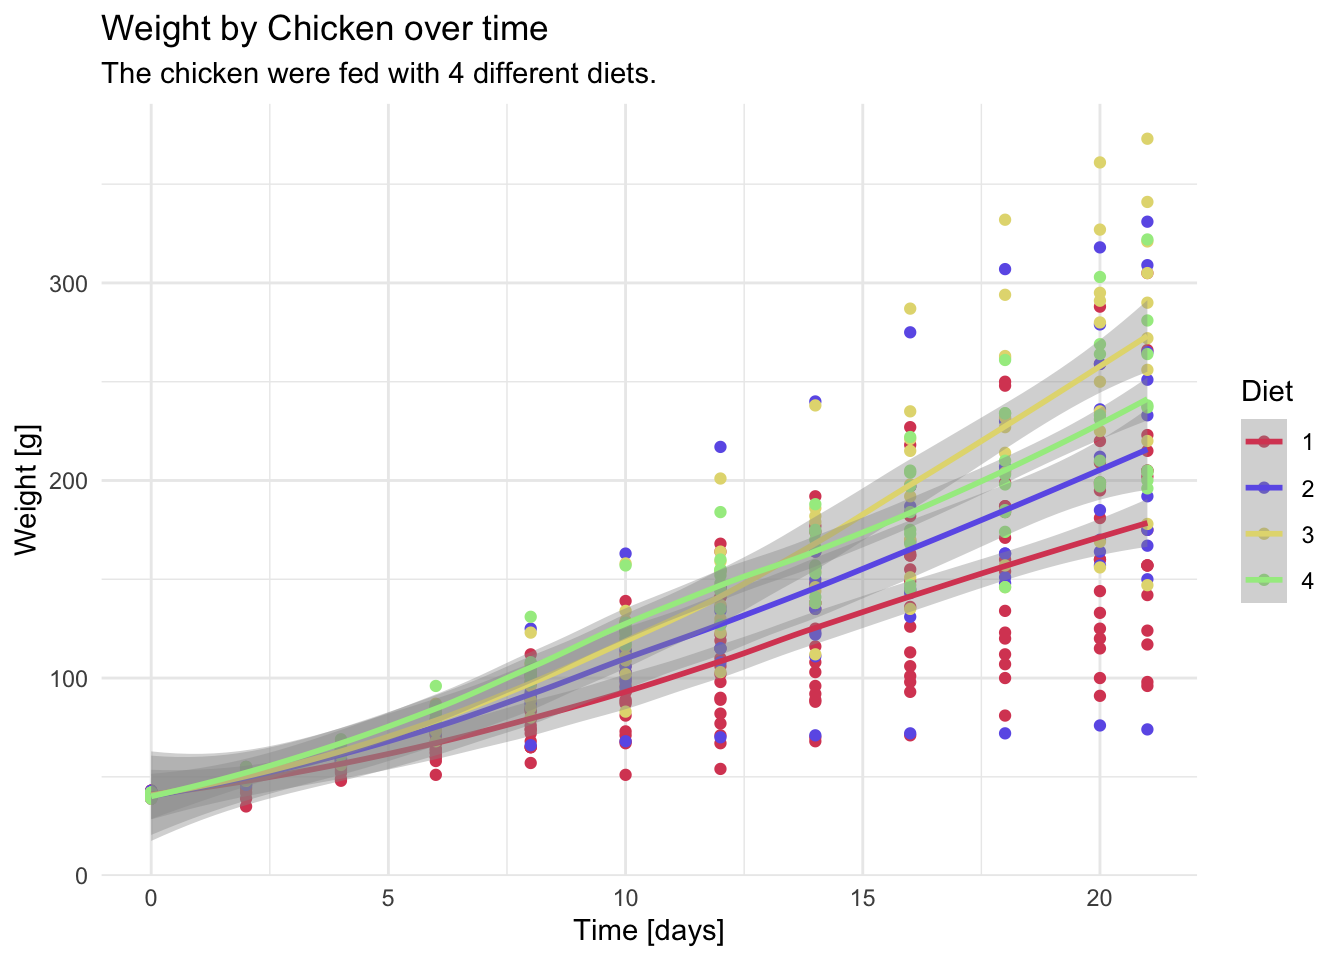 Weight by Chicken over time
The chicken were fed with 4 different diets.
300
200
100
0
Weight [g]
0 5 10 15 20
Time [days]
Diet
1
2
3
4